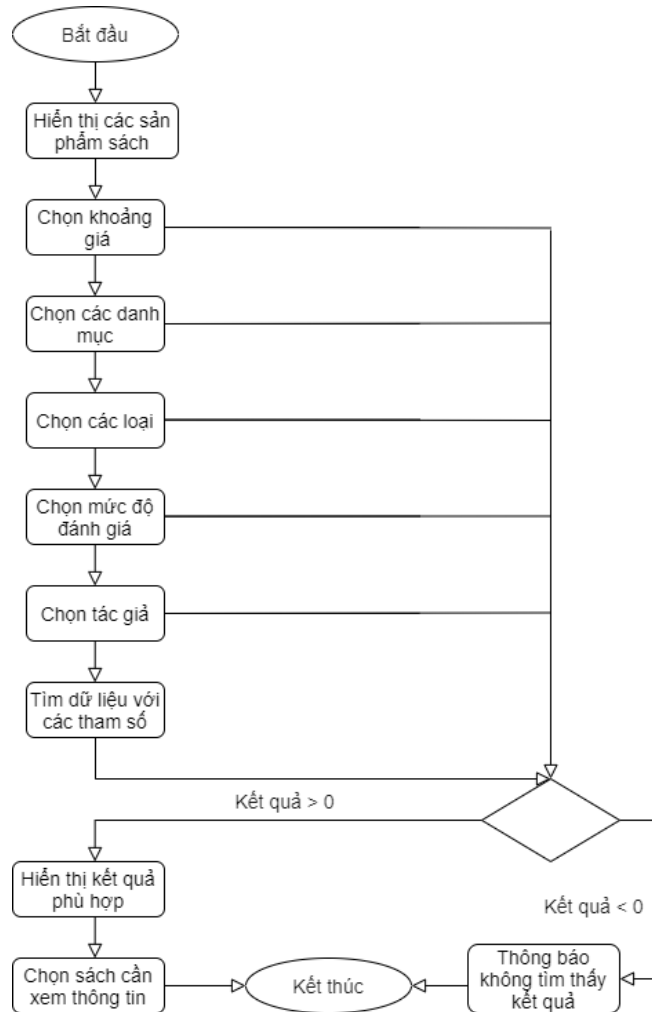 Bắt đầu
Hiển thị các sản
phẩm sách
Chọn khoảng
giá
Chọn các danh
mục
Chọn các loại
Chọn mức độ
đánh giá
Chọn tác giả
Tìm dữ liệu với
các tham số
Kết quả > 0
Hiển thị kết quả
phù hợp
Kết quả < 0
Chọn sách cần
xem thông tin
Kết thúc
Thông báo
không tìm thấy
kết quả